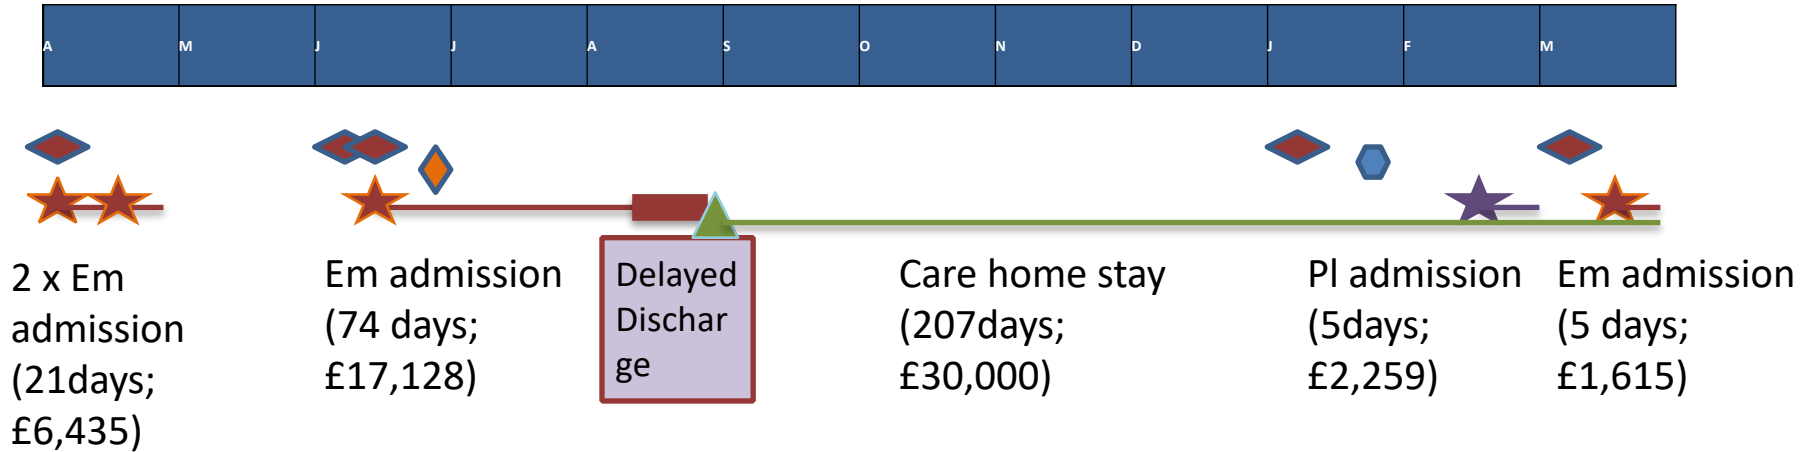 A M J J A S O N D J F M
2 x Em
admission
(21days;
£6,435)
Em admission
(74 days;
£17,128)
Delayed
Dischar
ge
Care home stay
(207days;
£30,000)
Pl admission
(5days;
£2,259)
Em admission
(5 days;
£1,615)